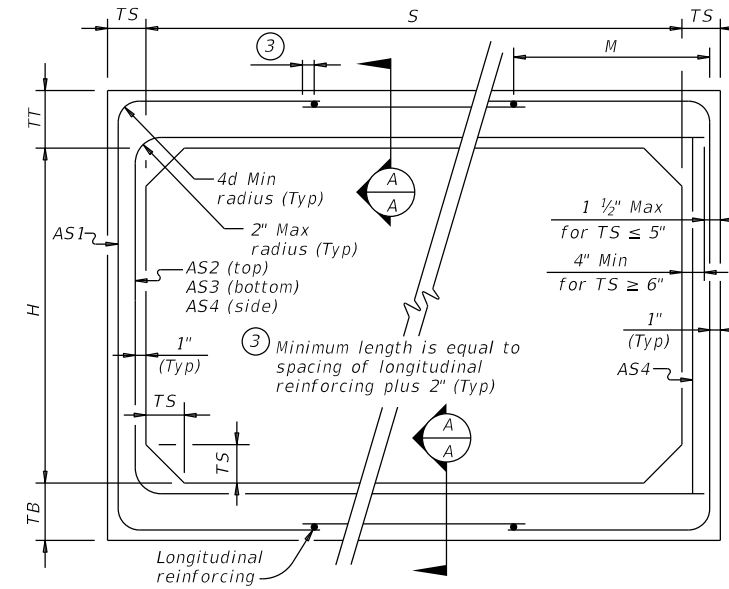 TS
S
TS
3
M
TT
A
A
4d Min
radius (Typ)
2" Max
radius (Typ)
AS1
AS2 (top)
AS3 (bottom)
AS4 (side)
1 ½" Max
for TS ≤ 5"
4" Min
for TS ≥ 6"
H
1"
(Typ)
3 Minimum length is equal to
spacing of longitudinal
reinforcing plus 2" (Typ)
1"
(Typ)
AS4
TS
TS
A
A
TB
Longitudinal
reinforcing